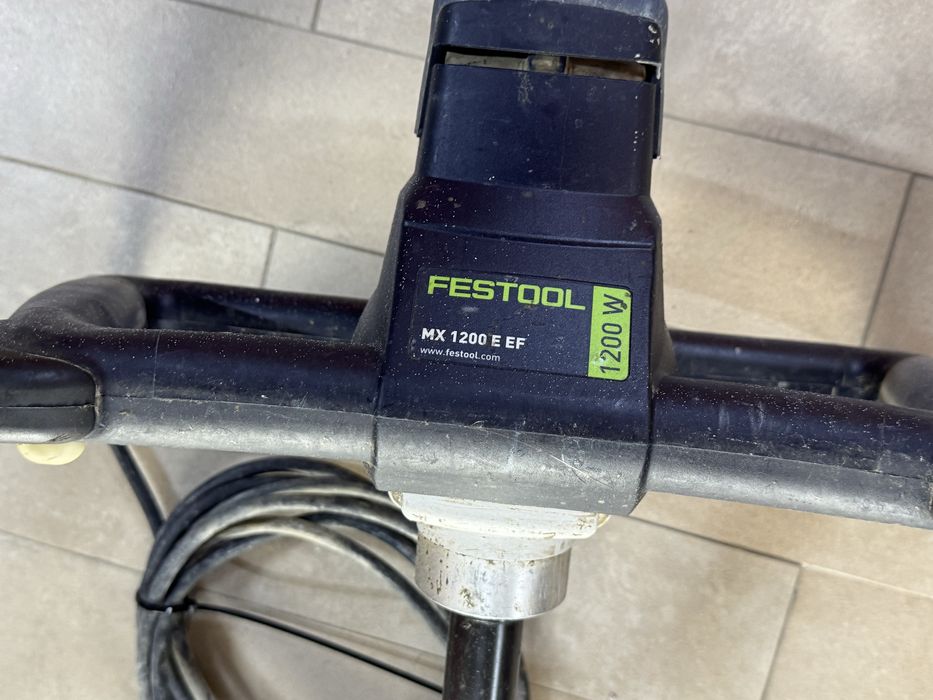 FESTOOL
MX 1200 E EF
www.festool.com
1200 W